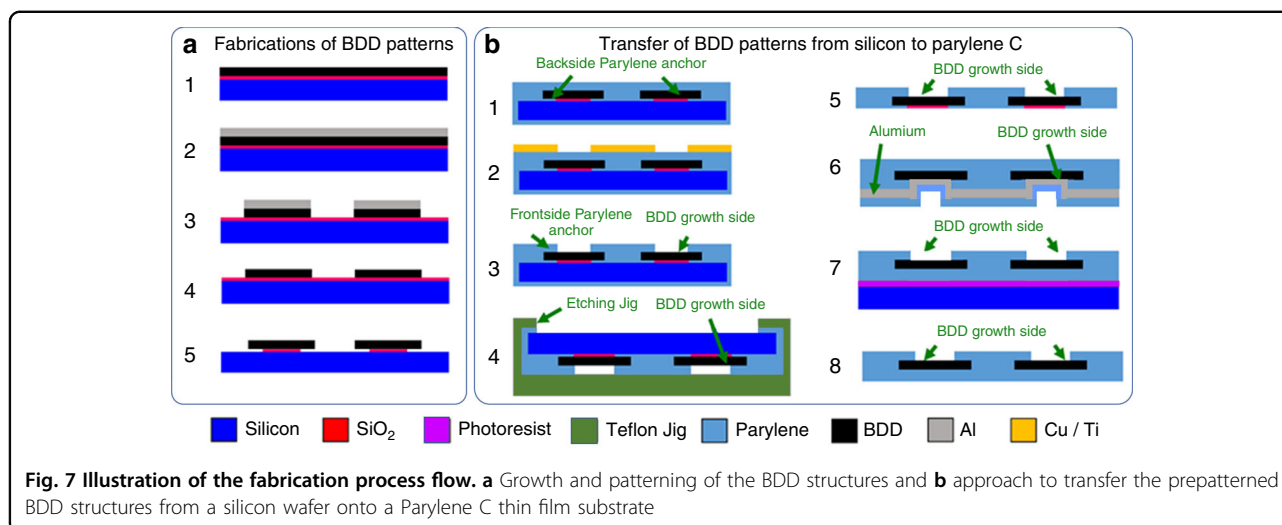 a Fabrications of BDD patterns
1
2
3
4
5
b Transfer of BDD patterns from silicon to parylene C
Backside Parylene anchor
1
2
Frontside Parylene
anchor
BDD growth side
3
Etching Jig
BDD growth side
4
BDD growth side
5
Alumium
BDD growth side
6
BDD growth side
7
BDD growth side
8
Silicon SiO2 Photoresist Teflon Jig Parylene BDD Al Cu / Ti
Fig. 7 Illustration of the fabrication process flow. a Growth and patterning of the BDD structures and b approach to transfer the prepatterned
BDD structures from a silicon wafer onto a Parylene C thin film substrate